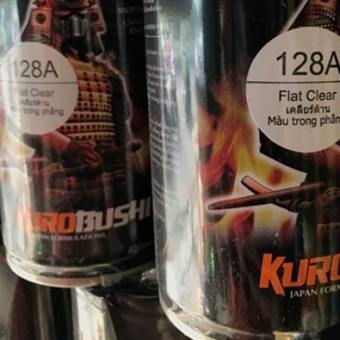 128A
Flat Clear
เคลียร์ด้าน
Màu trong phẳng
KUROBUSHI
JAPAN FORMULATIONS
128A
Flat Clear
เคลียร์ด้าน
Màu trong phẳng
KURO
JAPAN FORM